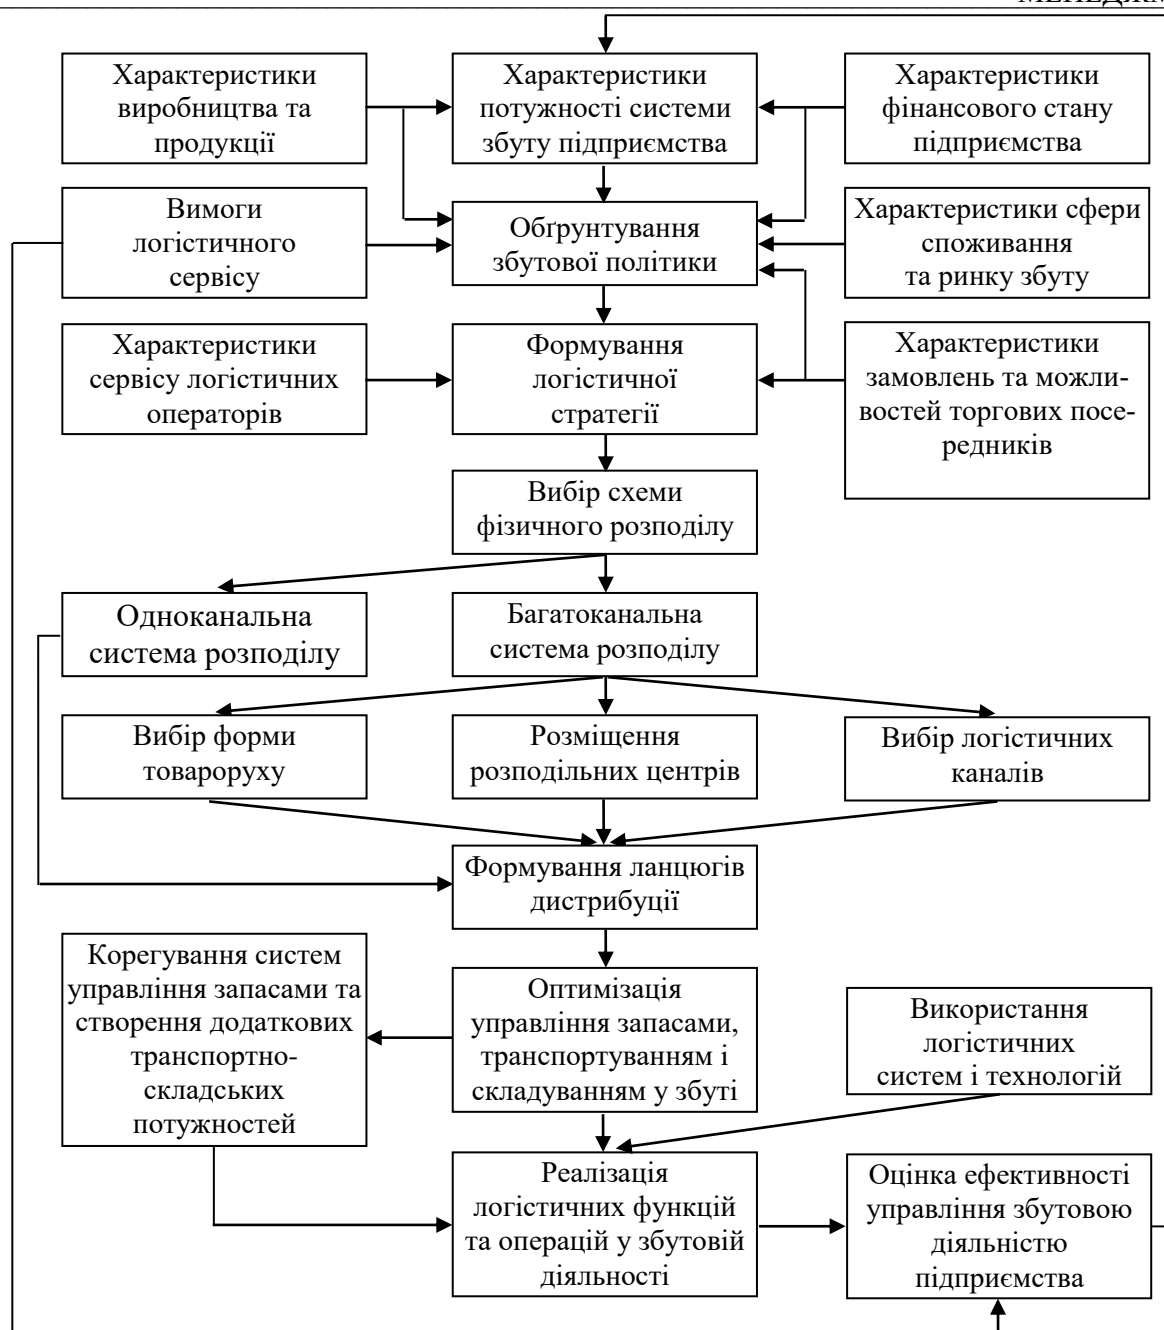 Характеристики
виробництва та
продукції
Характеристики
потужності системи
збуту підприємства
Характеристики
фінансового стану
підприємства
Вимоги
логістичного
сервісу
Обґрунтування
збутової політики
Характеристики сфери
споживання
та ринку збуту
Характеристики
сервісу логістичних
операторів
Формування
логістичної
стратегії
Характеристики
замовлень та можли-
востей торгових посе-
редників
Вибір схеми
фізичного розподілу
Одноканальна
система розподілу
Багатоканальна
система розподілу
Вибір форми
товароруху
Розміщення
розподільних центрів
Вибір логістичних
каналів
Формування ланцюгів
дистрибуції
Корегування систем
управління запасами та
створення додаткових
транспортно-
складських
потужностей
Оптимізація
управління запасами,
транспортуванням і
складуванням у збуті
Використання
логістичних
систем і технологій
Реалізація
логістичних функцій
та операцій у збутовій
діяльності
Оцінка ефективності
управління збутовою
діяльністю
підприємства